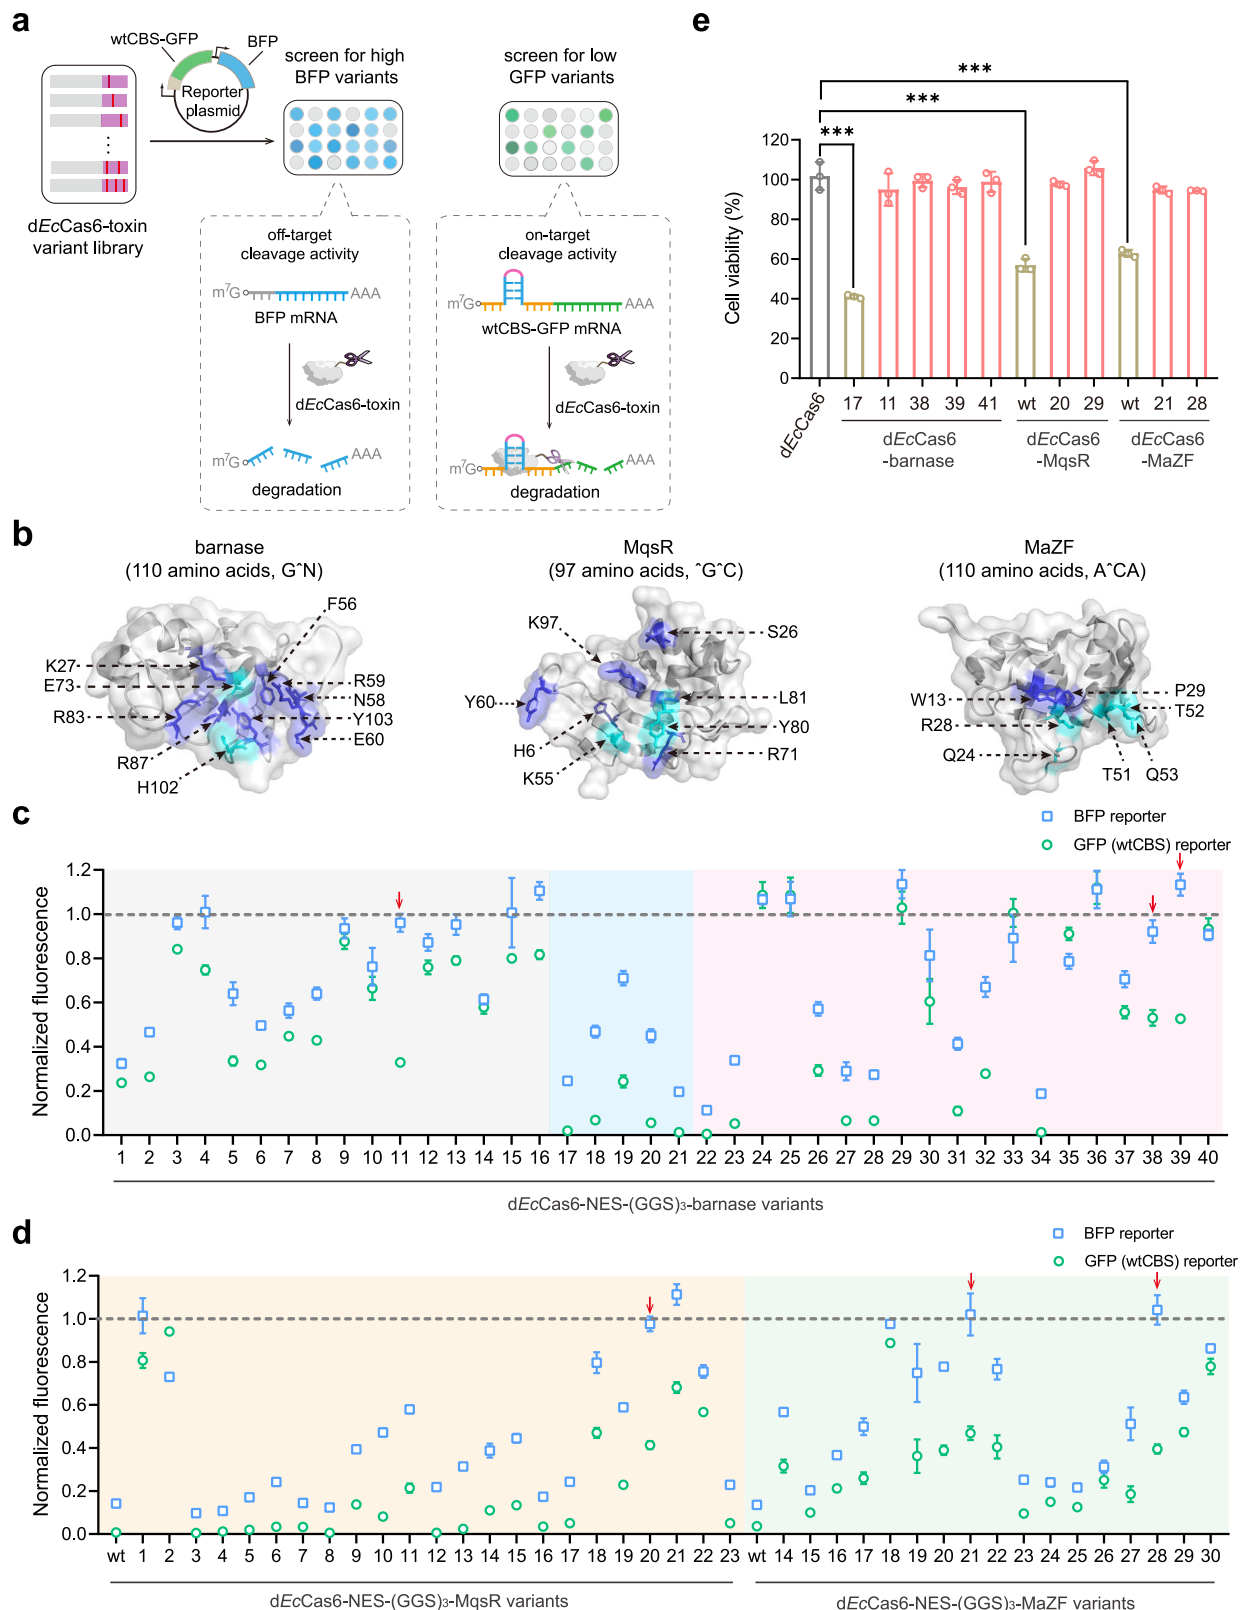 a
wtCBS-GFP
BFP
Reporter
plasmid
screen for high
BFP variants
screen for low
GFP variants
dEcCas6-toxin
variant library
off-target
cleavage activity
m⁷G
AAA
BFP mRNA
dEcCas6-toxin
m⁷G
AAA
degradation
on-target
cleavage activity
m⁷G
AAA
wtCBS-GFP mRNA
dEcCas6-toxin
m⁷G
AAA
degradation
e
Cell viability (%)
120
100
80
60
40
20
0
***
***
***
dEcCas6
17
11
38
39
41
wt
20
29
wt
21
28
dEcCas6
-barnase
dEcCas6
-MqsR
dEcCas6
-MaZF
b
barnase
(110 amino acids, G^N)
F56
K27
E73
R83
R87
H102
R59
N58
Y103
E60
MqsR
(97 amino acids, ^G^C)
K97
S26
Y60
L81
H6
Y80
K55
R71
MaZF
(110 amino acids, A^CA)
W13
R28
Q24
P29
T52
T51
Q53
c
BFP reporter
GFP (wtCBS) reporter
Normalized fluorescence
1.2
1.0
0.8
0.6
0.4
0.2
0.0
1 2 3 4 5 6 7 8 9 10 11 12 13 14 15 16 17 18 19 20 21 22 23 24 25 26 27 28 29 30 31 32 33 34 35 36 37 38 39 40
dEcCas6-NES-(GGS)₃-barnase variants
d
BFP reporter
GFP (wtCBS) reporter
Normalized fluorescence
1.2
1.0
0.8
0.6
0.4
0.2
0.0
wt 1 2 3 4 5 6 7 8 9 10 11 12 13 14 15 16 17 18 19 20 21 22 23 wt 14 15 16 17 18 19 20 21 22 23 24 25 26 27 28 29 30
dEcCas6-NES-(GGS)₃-MqsR variants
dEcCas6-NES-(GGS)₃-MaZF variants